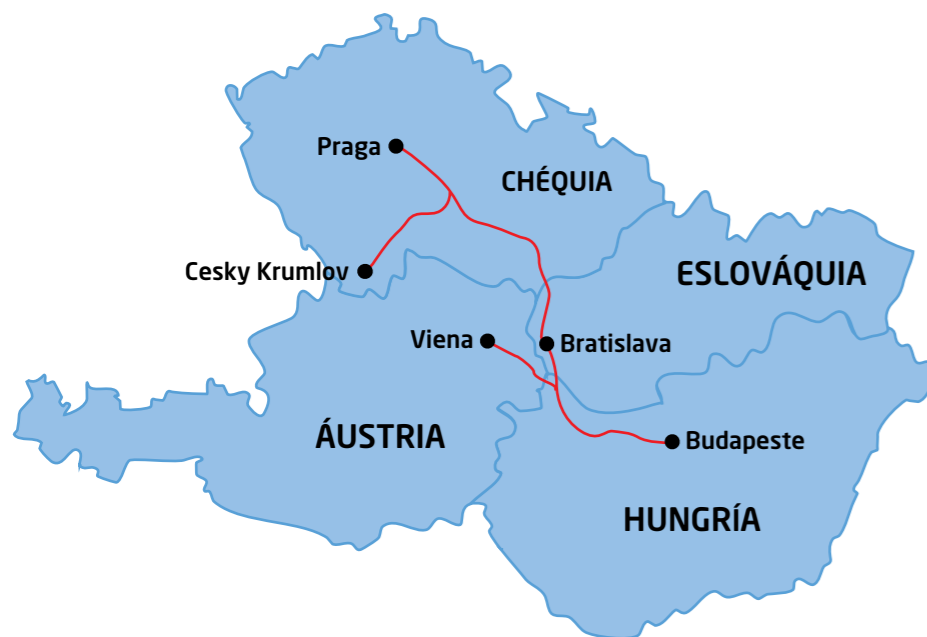 Praga
CHÉQUIA
Cesky Krumlov
ESLOVÁQUIA
Viena
Bratislava
ÁUSTRIA
Budapeste
HUNGRÍA